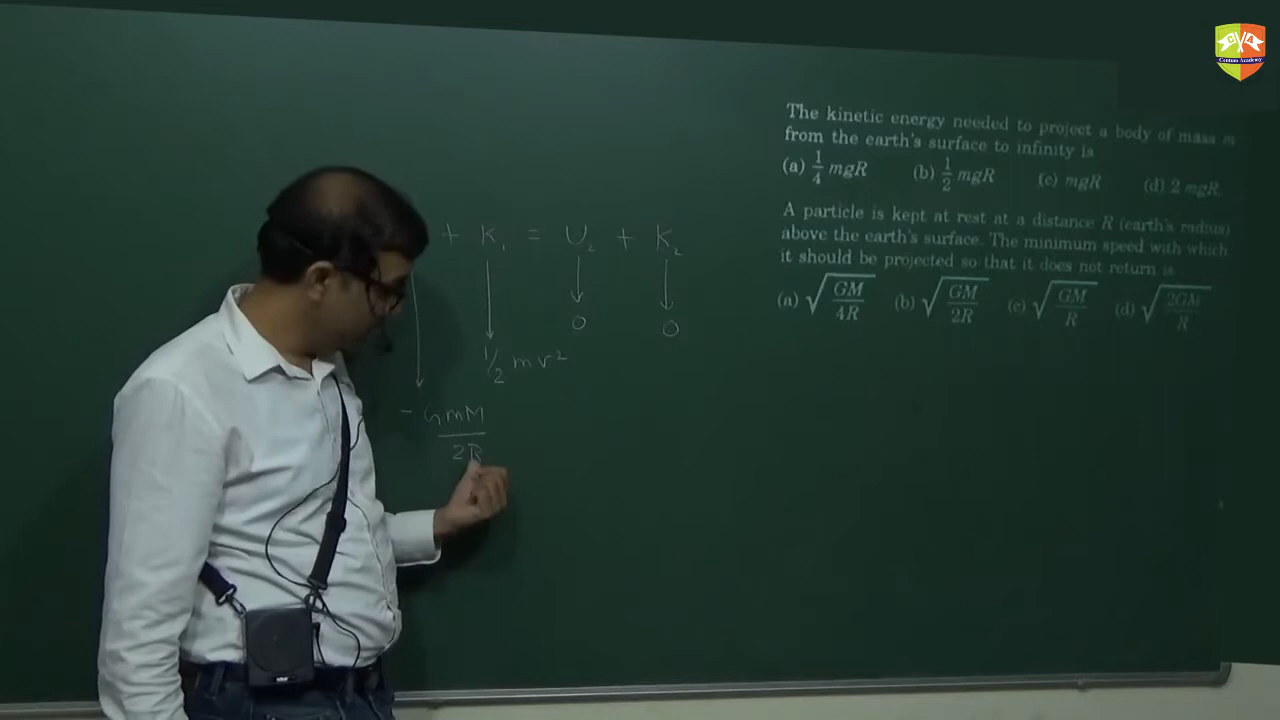 Contum Academy
The kinetic energy needed to project a body of mass m
from the earth's surface to infinity is
(a) 1/4 mgR (b) 1/2 mgR (c) mgR (d) 2 mgR
A particle is kept at rest at a distance R (earth's radius)
above the earth's surface. The minimum speed with which
it should be projected so that it does not return is
(a) √(GM/4R) (b) √(GM/2R) (c) √(GM/R) (d) √(2GM/R)
+ K₁ = U₂ + K₂
0 0
1/2 mv²
- GmM/2R